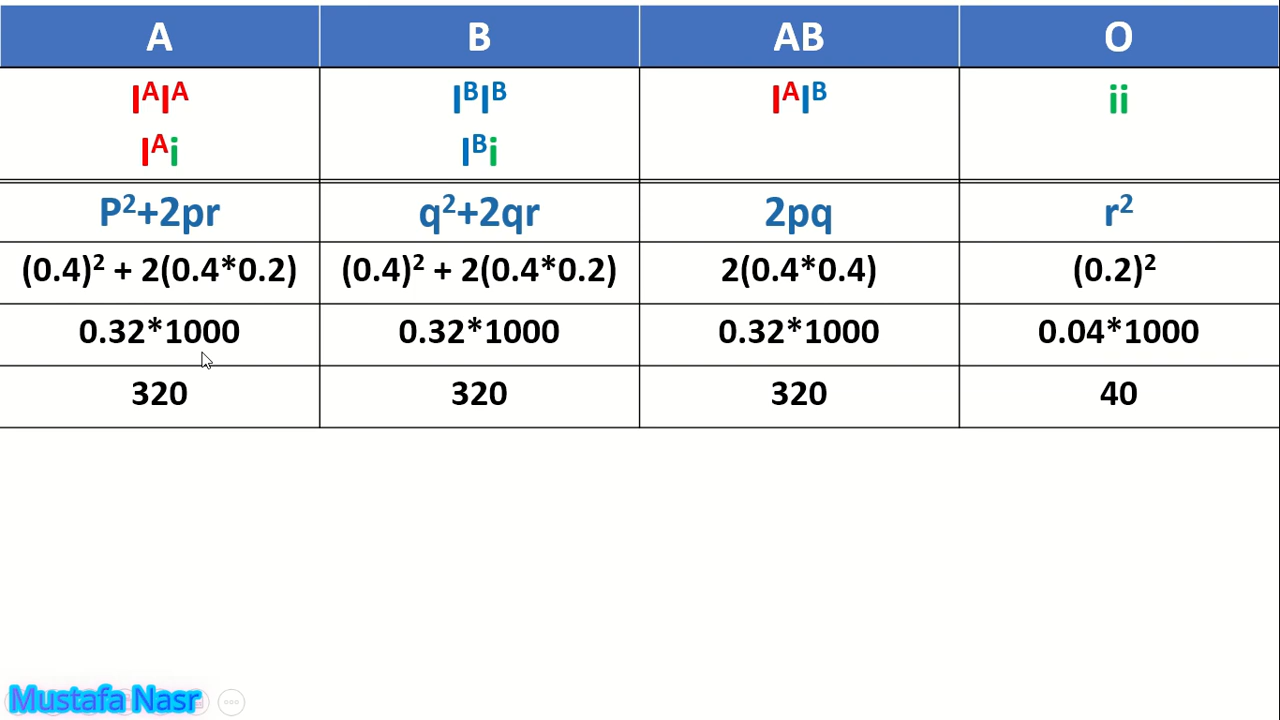 A B AB O
IᴬIᴬ IᴮIᴮ IᴬIᴮ ii
Iᴬi Iᴮi
P²+2pr q²+2qr 2pq r²
(0.4)² + 2(0.4*0.2) (0.4)² + 2(0.4*0.2) 2(0.4*0.4) (0.2)²
0.32*1000 0.32*1000 0.32*1000 0.04*1000
320 320 320 40
Mustafa Nasr